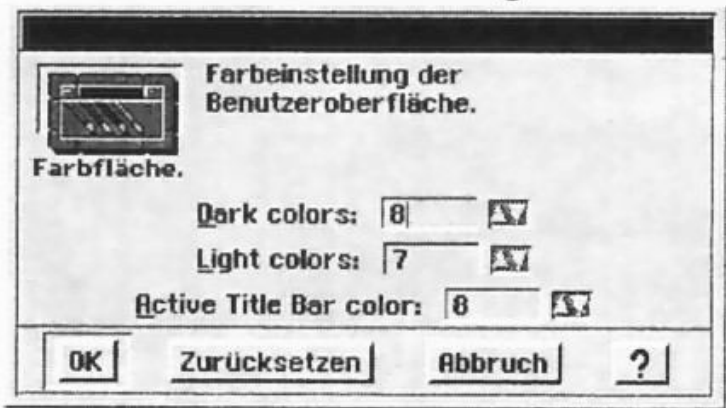 Farbeinstellung der
Benutzeroberfläche.
Farbfläche.
Dark colors: 8
Light colors: 7
Active Title Bar color: 8
OK Zurücksetzen Abbruch ?